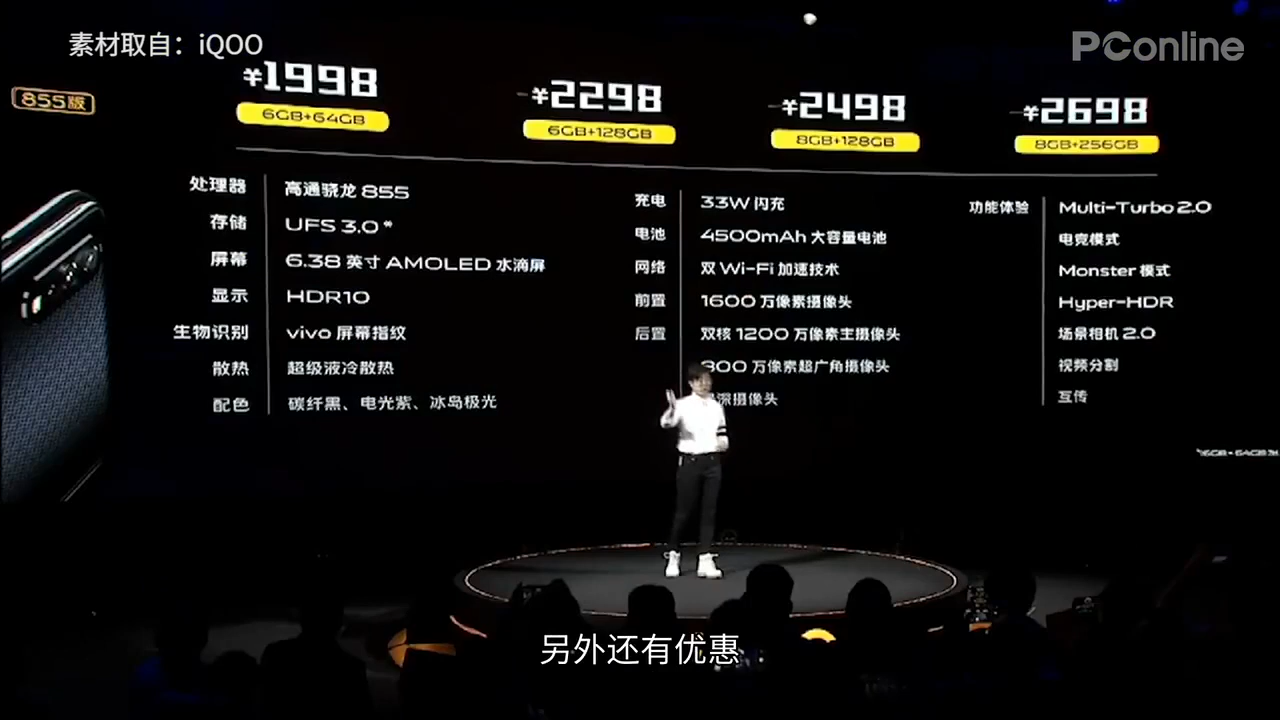 素材取自：iQOO
PConline
855版
¥1998
6GB+64GB
¥2298
6GB+128GB
¥2498
8GB+128GB
¥2698
8GB+256GB
处理器 高通骁龙 855
存储 UFS 3.0*
屏幕 6.38 英寸 AMOLED 水滴屏
显示 HDR10
生物识别 vivo 屏幕指纹
散热 超级液冷散热
配色 碳纤黑、电光紫、冰岛极光
充电 33W 闪充
电池 4500mAh 大容量电池
网络 双 Wi-Fi 加速技术
前置 1600 万像素摄像头
后置 双核 1200 万像素主摄像头
800 万像素超广角摄像头
深摄像头
功能体验 Multi-Turbo 2.0
电竞模式
Monster 模式
Hyper-HDR
场景相机 2.0
视频分割
互传
另外还有优惠